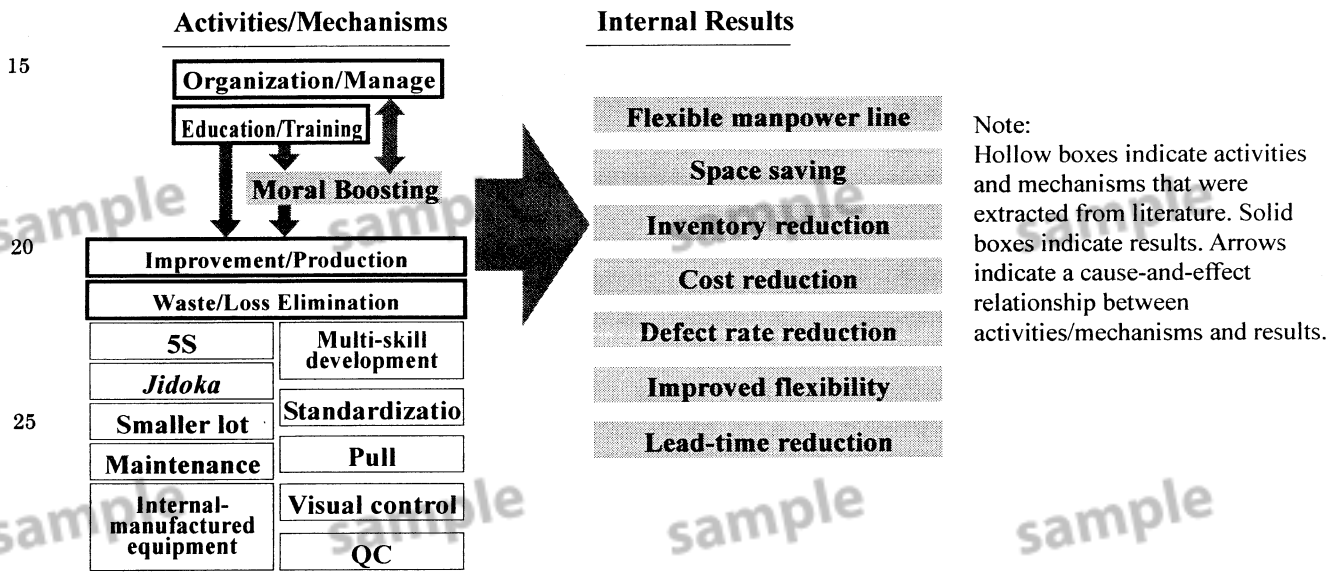 Activities/Mechanisms
Internal Results
15
Organization/Manage
Education/Training
Moral Boosting
20
Improvement/Production
Waste/Loss Elimination
5S
Jidoka
Smaller lot
Maintenance
Internal-
manufactured
equipment
Multi-skill
development
Standardizatio
Pull
Visual control
QC
25
Flexible manpower line
Space saving
Inventory reduction
Cost reduction
Defect rate reduction
Improved flexibility
Lead-time reduction
Note:
Hollow boxes indicate activities
and mechanisms that were
extracted from literature. Solid
boxes indicate results. Arrows
indicate a cause-and-effect
relationship between
activities/mechanisms and results.
sample
sample
sample
sample
sample
sample
sample
sample